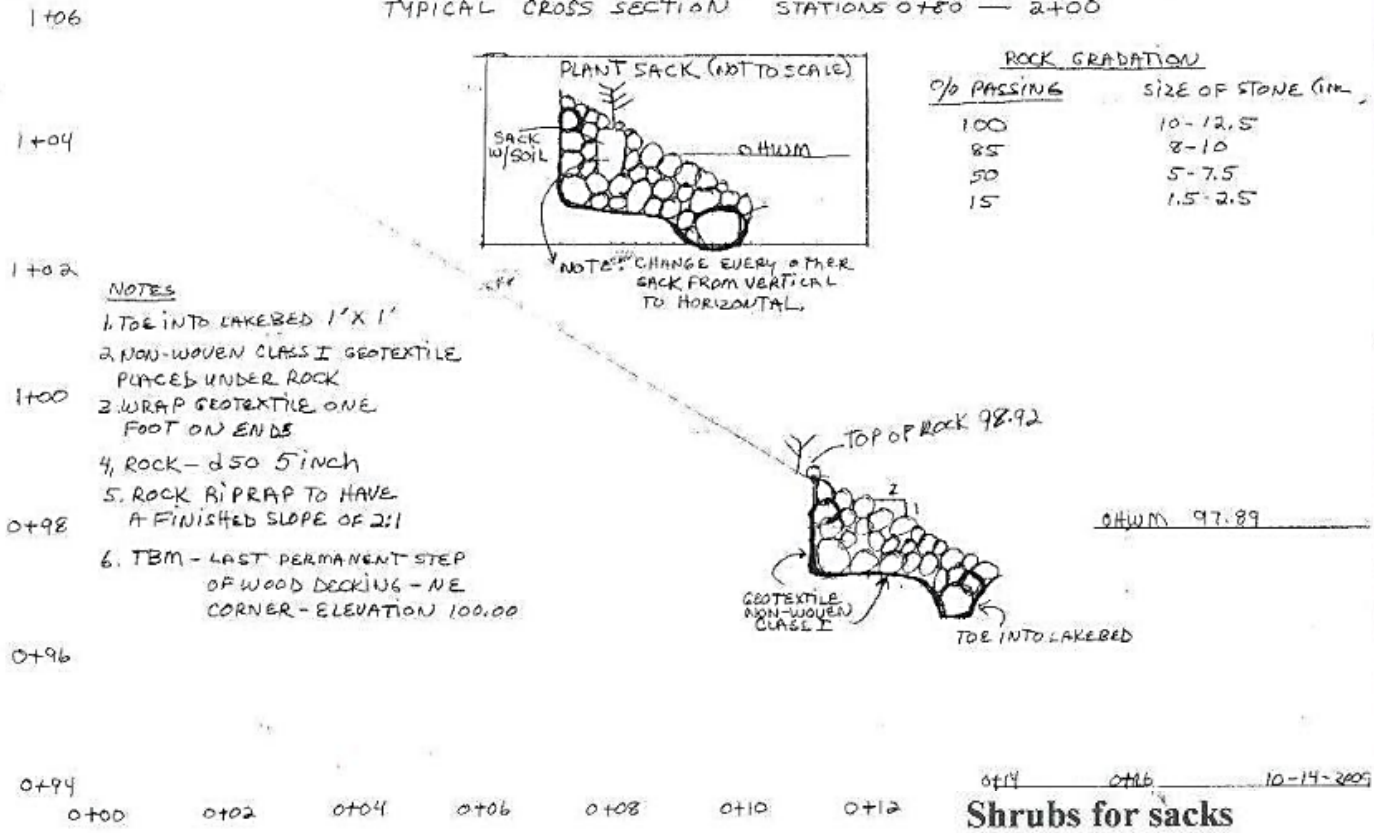 TYPICAL CROSS SECTION STATIONS 0+80 — 2+00
1+06
1+04
1+02
1+00
0+98
0+96
0+94
PLANT SACK (NOT TO SCALE)
SACK
W/SOIL
OHWM
NOTE: CHANGE EVERY OTHER
SACK FROM VERTICAL
TO HORIZONTAL.
ROCK GRADATION
% PASSING SIZE OF STONE (in.
100 10-12.5
85 8-10
50 5-7.5
15 1.5-2.5
NOTES
1. TOE INTO LAKEBED 1'X 1'
2 NON-WOVEN CLASS I GEOTEXTILE
PLACED UNDER ROCK
3. WRAP GEOTEXTILE ONE
FOOT ON ENDS
4, ROCK - d50 5 inch
5. ROCK RIPRAP TO HAVE
A FINISHED SLOPE OF 2:1
6. TBM - LAST PERMANENT STEP
OF WOOD DECKING - NE
CORNER - ELEVATION 100.00
TOP OF ROCK 98.92
2
1
OHWM 97.89
GEOTEXTILE
NON-WOVEN
CLASS I
TOE INTO LAKEBED
0+00 0+02 0+04 0+06 0+08 0+10 0+12 0+14 0+16 10-14-2009
Shrubs for sacks